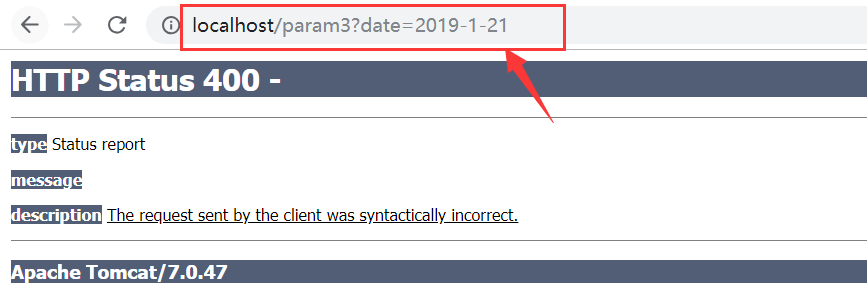 localhost/param3?date=2019-1-21
HTTP Status 400 -
type Status report
message
description The request sent by the client was syntactically incorrect.
Apache Tomcat/7.0.47